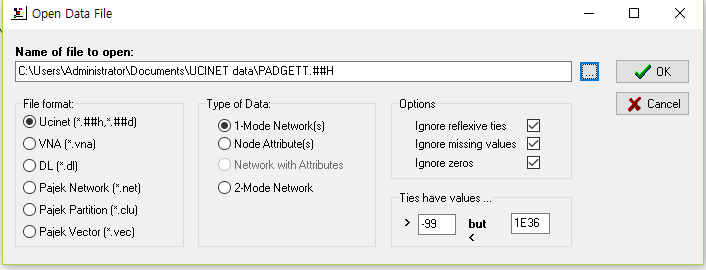 Open Data File
Name of file to open:
C:\Users\Administrator\Documents\UCINET data\PADGETT.##H
...
OK
Cancel
File format:
Ucinet (*.##h,*.##d)
VNA (*.vna)
DL (*.dl)
Pajek Network (*.net)
Pajek Partition (*.clu)
Pajek Vector (*.vec)
Type of Data:
1-Mode Network(s)
Node Attribute(s)
Network with Attributes
2-Mode Network
Options
Ignore reflexive ties
Ignore missing values
Ignore zeros
Ties have values ...
> -99 but < 1E36